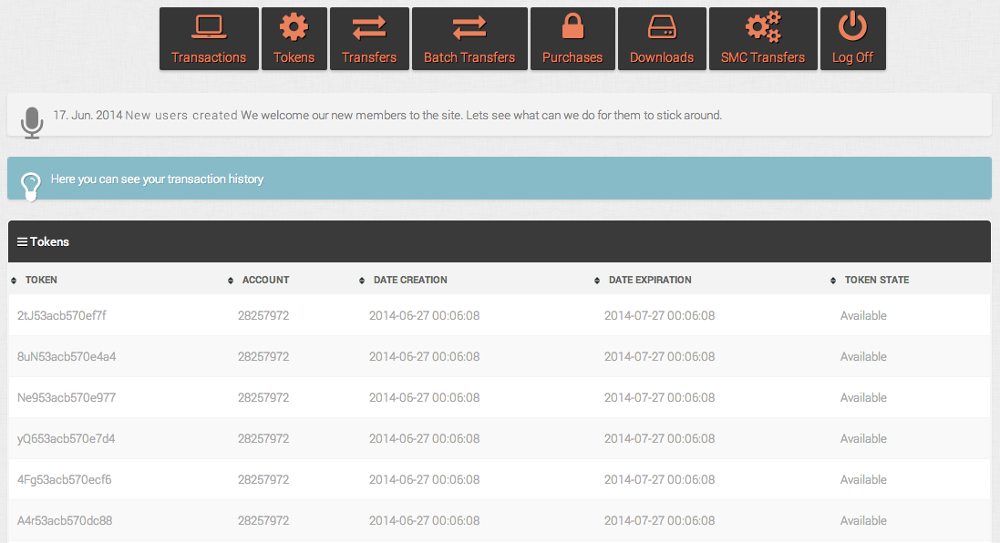 Transactions Tokens Transfers Batch Transfers Purchases Downloads SMC Transfers Log Off
17. Jun. 2014 New users created We welcome our new members to the site. Lets see what can we do for them to stick around.
Here you can see your transaction history
Tokens
TOKEN ACCOUNT DATE CREATION DATE EXPIRATION TOKEN STATE
2tJ53acb570ef7f 28257972 2014-06-27 00:06:08 2014-07-27 00:06:08 Available
8uN53acb570e4a4 28257972 2014-06-27 00:06:08 2014-07-27 00:06:08 Available
Ne953acb570e977 28257972 2014-06-27 00:06:08 2014-07-27 00:06:08 Available
yQ653acb570e7d4 28257972 2014-06-27 00:06:08 2014-07-27 00:06:08 Available
4Fg53acb570ecf6 28257972 2014-06-27 00:06:08 2014-07-27 00:06:08 Available
A4r53acb570dc88 28257972 2014-06-27 00:06:08 2014-07-27 00:06:08 Available